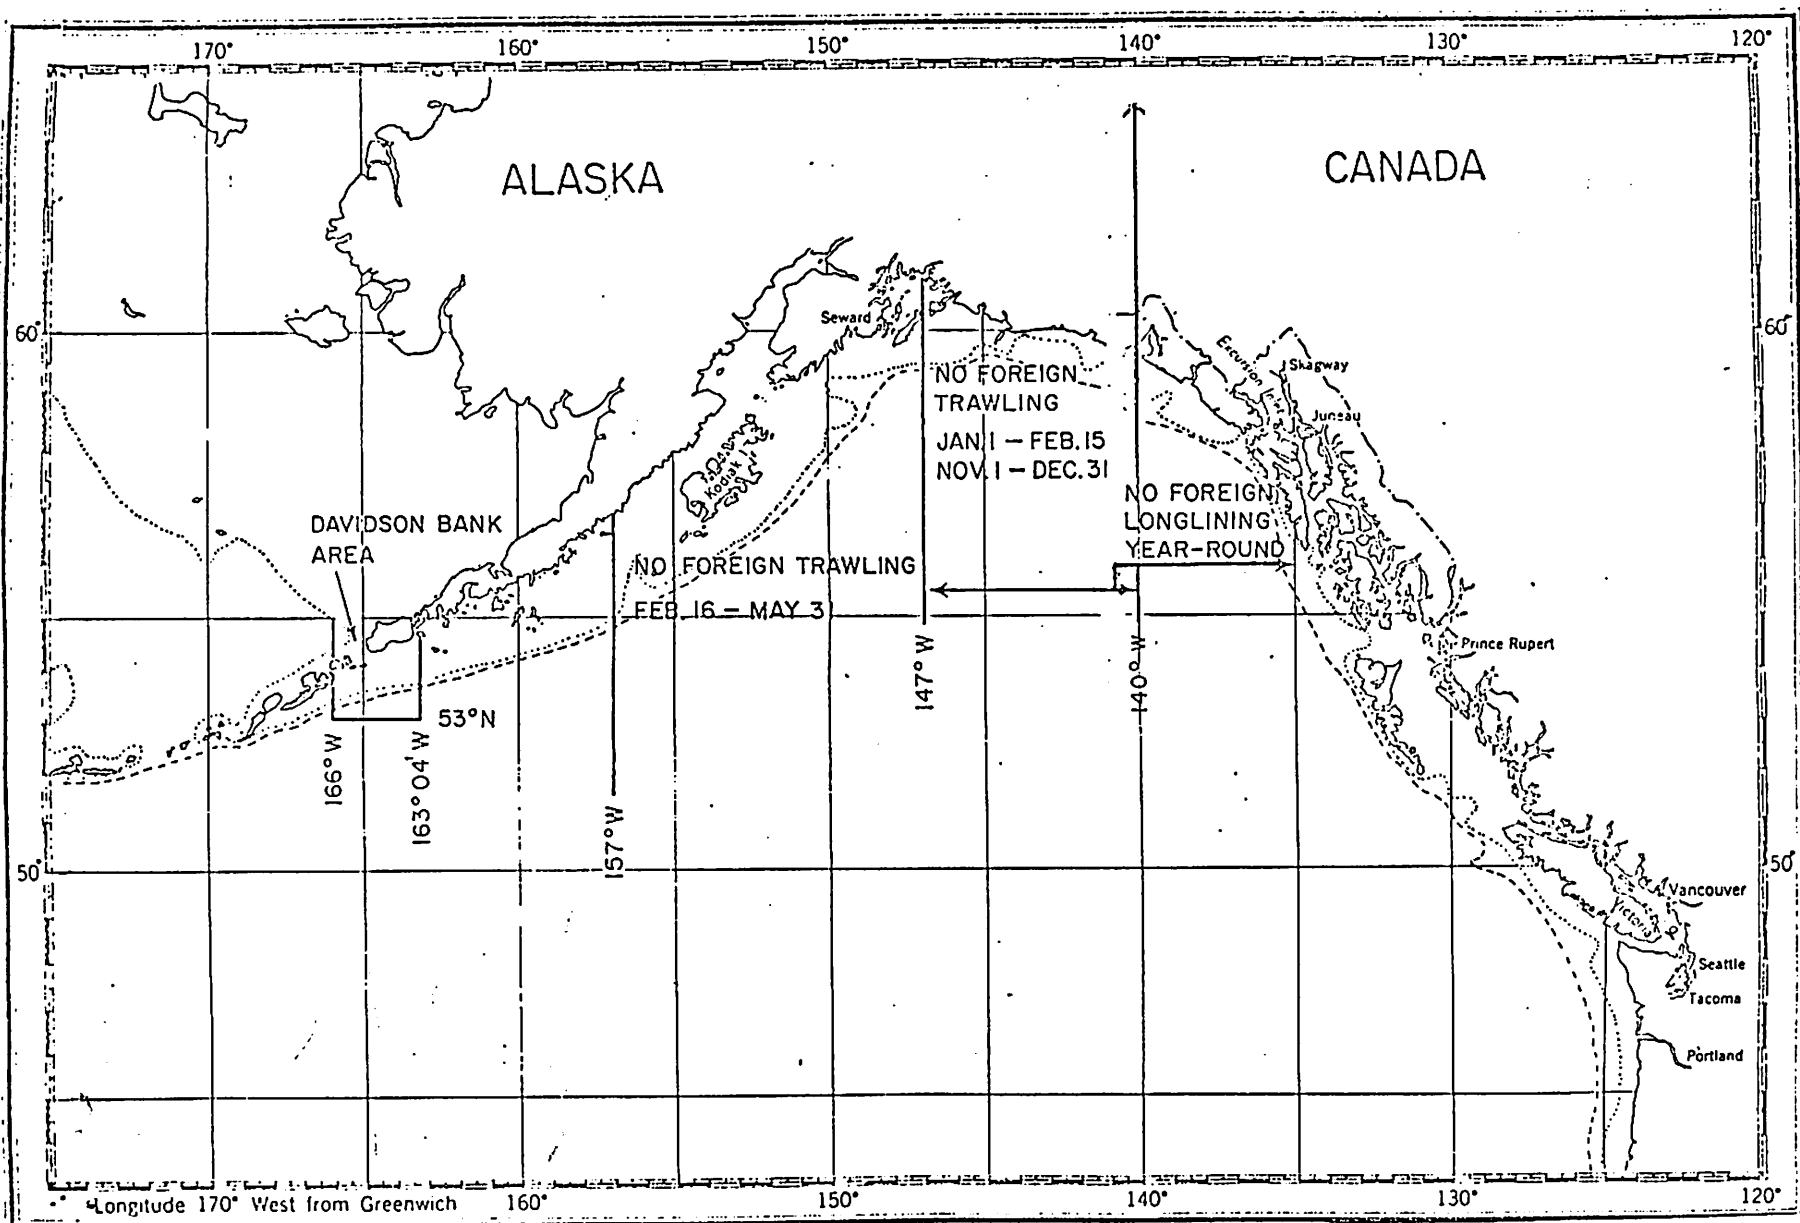 170° 160° 150° 140° 130° 120°
ALASKA
CANADA
60°
60°
Seward
Excursion Inlet
Skagway
Juneau
NO FOREIGN
TRAWLING
JAN.1 – FEB.15
NOV.1 – DEC.31
Kodiak I
NO FOREIGN
LONGLINING
YEAR-ROUND
DAVIDSON BANK
AREA
NO FOREIGN TRAWLING
FEB. 16 – MAY 31
Prince Rupert
147° W
140° W
53°N
166° W
163° 04' W
157° W
50°
50°
Vancouver
Victoria
Seattle
Tacoma
Portland
Longitude 170° West from Greenwich 160° 150° 140° 130° 120°